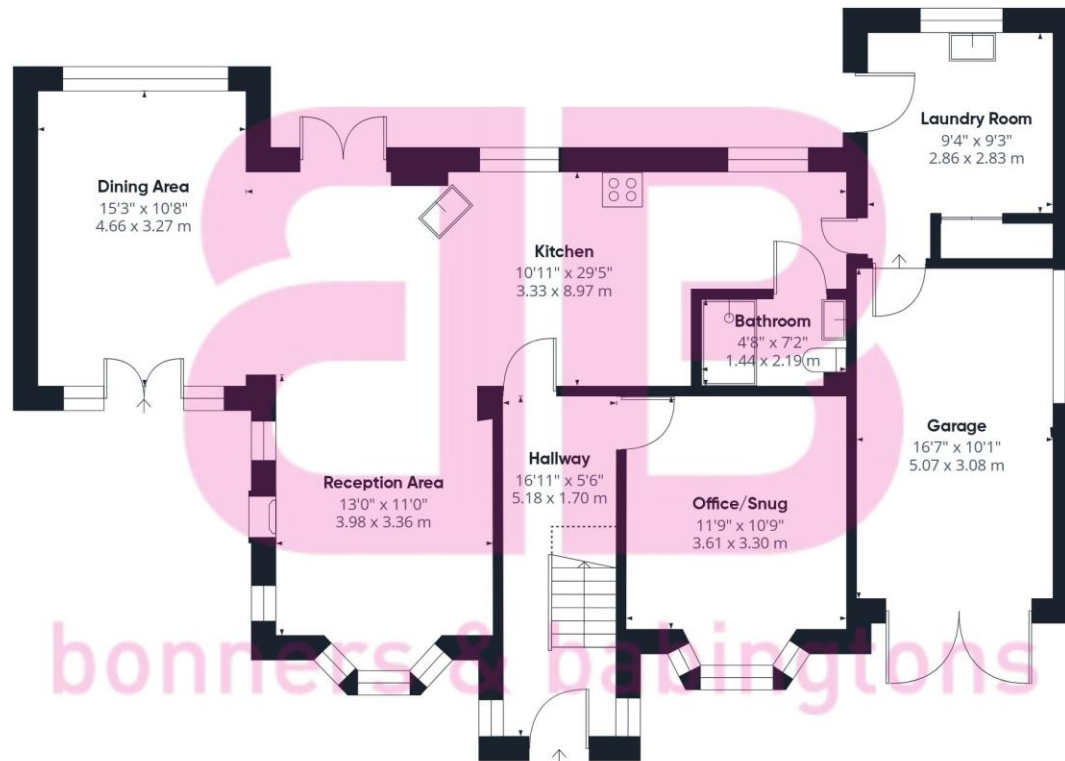 Laundry Room
9'4" x 9'3"
2.86 x 2.83 m
Dining Area
15'3" x 10'8"
4.66 x 3.27 m
Kitchen
10'11" x 29'5"
3.33 x 8.97 m
Bathroom
4'8" x 7'2"
1.44 x 2.19 m
Garage
16'7" x 10'1"
5.07 x 3.08 m
Hallway
16'11" x 5'6"
5.18 x 1.70 m
Reception Area
13'0" x 11'0"
3.98 x 3.36 m
Office/Snug
11'9" x 10'9"
3.61 x 3.30 m
aB
bonners & babingtons